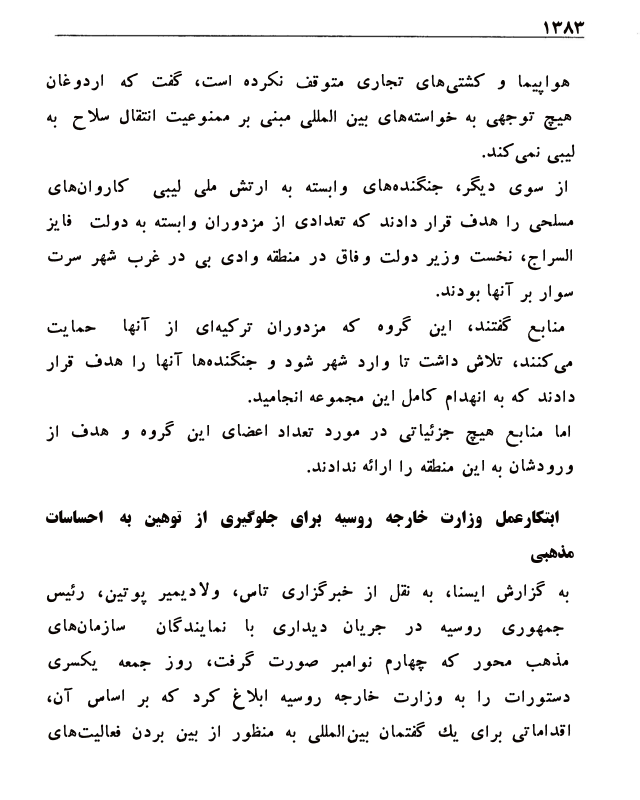 ۱۳۸۳
هواپیما و کشتی‌های تجاری متوقف نکرده است، گفت که اردوغان
هیچ توجهی به خواسته‌های بین المللی مبنی بر ممنوعیت انتقال سلاح به
لیبی نمی‌کند.
از سوی دیگر، جنگنده‌های وابسته به ارتش ملی لیبی کاروان‌های
مسلحی را هدف قرار دادند که تعدادی از مزدوران وابسته به دولت فایز
السراج، نخست وزیر دولت وفاق در منطقه وادی بی در غرب شهر سرت
سوار بر آنها بودند.
منابع گفتند، این گروه که مزدوران ترکیه‌ای از آنها حمایت
می‌کنند، تلاش داشت تا وارد شهر شود و جنگنده‌ها آنها را هدف قرار
دادند که به انهدام کامل این مجموعه انجامید.
اما منابع هیچ جزئیاتی در مورد تعداد اعضای این گروه و هدف از
ورودشان به این منطقه را ارائه ندادند.
ابتکارعمل وزارت خارجه روسیه برای جلوگیری از توهین به احساسات
مذهبی
به گزارش ایسنا، به نقل از خبرگزاری تاس، ولادیمیر پوتین، رئیس
جمهوری روسیه در جریان دیداری با نمایندگان سازمان‌های
مذهب محور که چهارم نوامبر صورت گرفت، روز جمعه یکسری
دستورات را به وزارت خارجه روسیه ابلاغ کرد که بر اساس آن،
اقداماتی برای یك گفتمان بین‌المللی به منظور از بین بردن فعالیت‌های